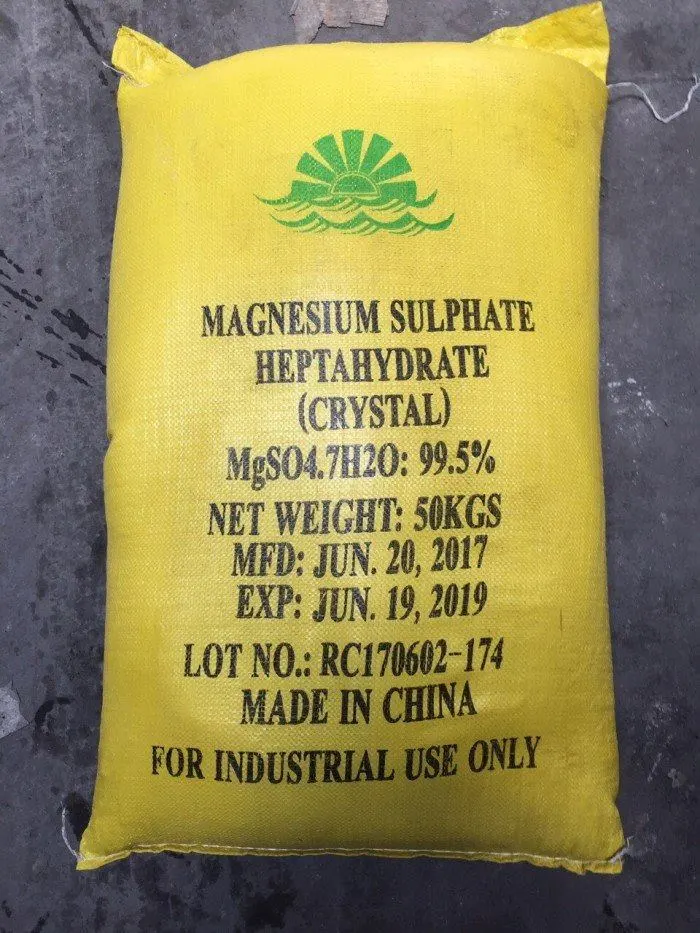 MAGNESIUM SULPHATE
HEPTAHYDRATE
(CRYSTAL)
MgSO4.7H2O: 99.5%
NET WEIGHT: 50KGS
MFD: JUN. 20, 2017
EXP: JUN. 19, 2019
LOT NO.: RC170602-174
MADE IN CHINA
FOR INDUSTRIAL USE ONLY